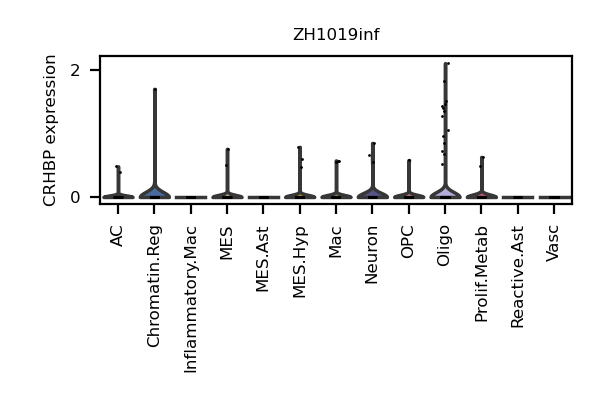 ZH1019inf
CRHBP expression
2
0
AC
Chromatin.Reg
Inflammatory.Mac
MES
MES.Ast
MES.Hyp
Mac
Neuron
OPC
Oligo
Prolif.Metab
Reactive.Ast
Vasc